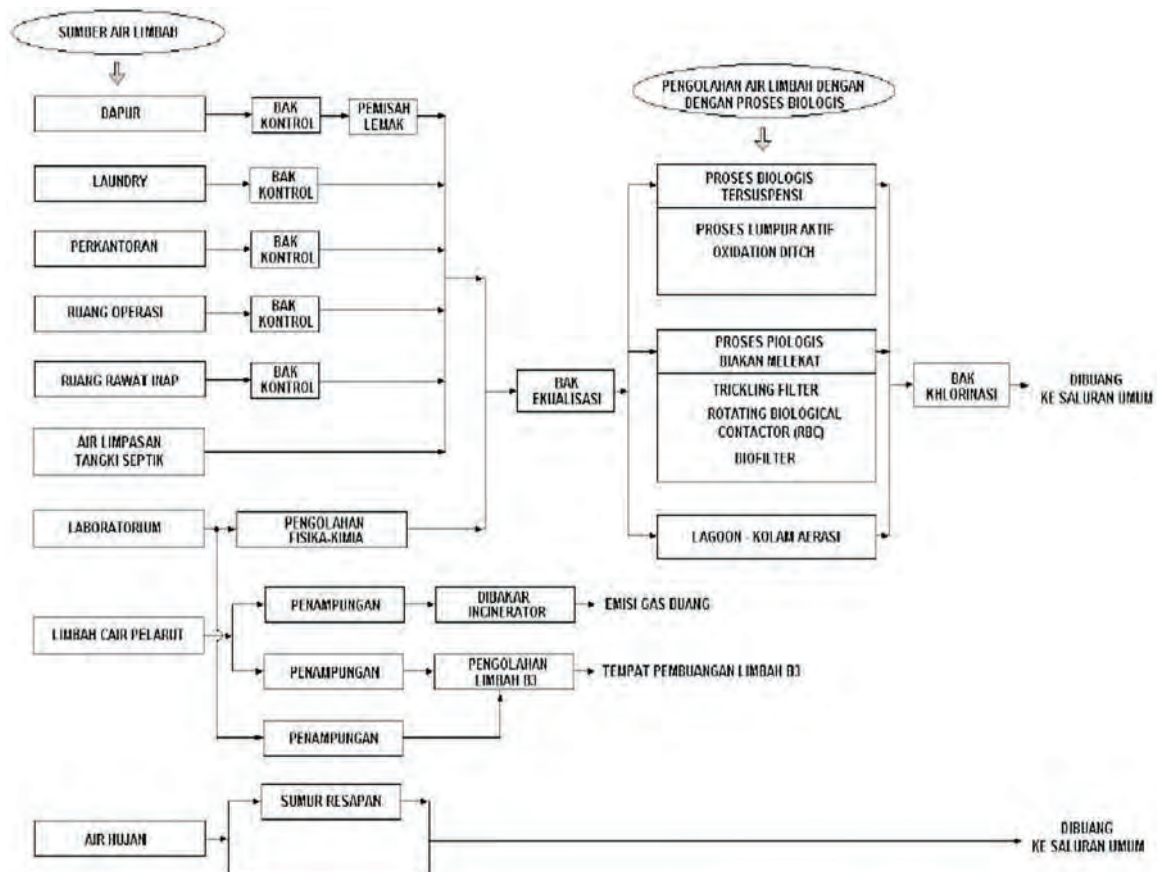 SUMBER AIR LIMBAH
DAPUR
BAK
KONTROL
PEMISAH
LEMAK
LAUNDRY
BAK
KONTROL
PERKANTORAN
BAK
KONTROL
RUANG OPERASI
BAK
KONTROL
RUANG RAWAT INAP
BAK
KONTROL
AIR LIMPASAN
TANGKI SEPTIK
LABORATORIUM
PENGOLAHAN
FISIKA-KIMIA
LIMBAH CAIR PELARUT
PENAMPUNGAN
DIBAKAR
INCINERATOR
EMISI GAS BUANG
PENAMPUNGAN
PENGOLAHAN
LIMBAH B3
TEMPAT PEMBUANGAN LIMBAH B3
PENAMPUNGAN
BAK
EKUALISASI
PENGOLAHAN AIR LIMBAH DENGAN
DENGAN PROSES BIOLOGIS
PROSES BIOLOGIS
TERSUSPENSI
PROSES LUMPUR AKTIF
OXIDATION DITCH
PROSES PIOLOGIS
BIAKAN MELEKAT
TRICKLING FILTER
ROTATING BIOLOGICAL
CONTACTOR (RBC)
BIOFILTER
LAGOON - KOLAM AERASI
BAK
KHLORINASI
DIBUANG
KE SALURAN UMUM
AIR HUJAN
SUMUR RESAPAN
DIBUANG
KE SALURAN UMUM